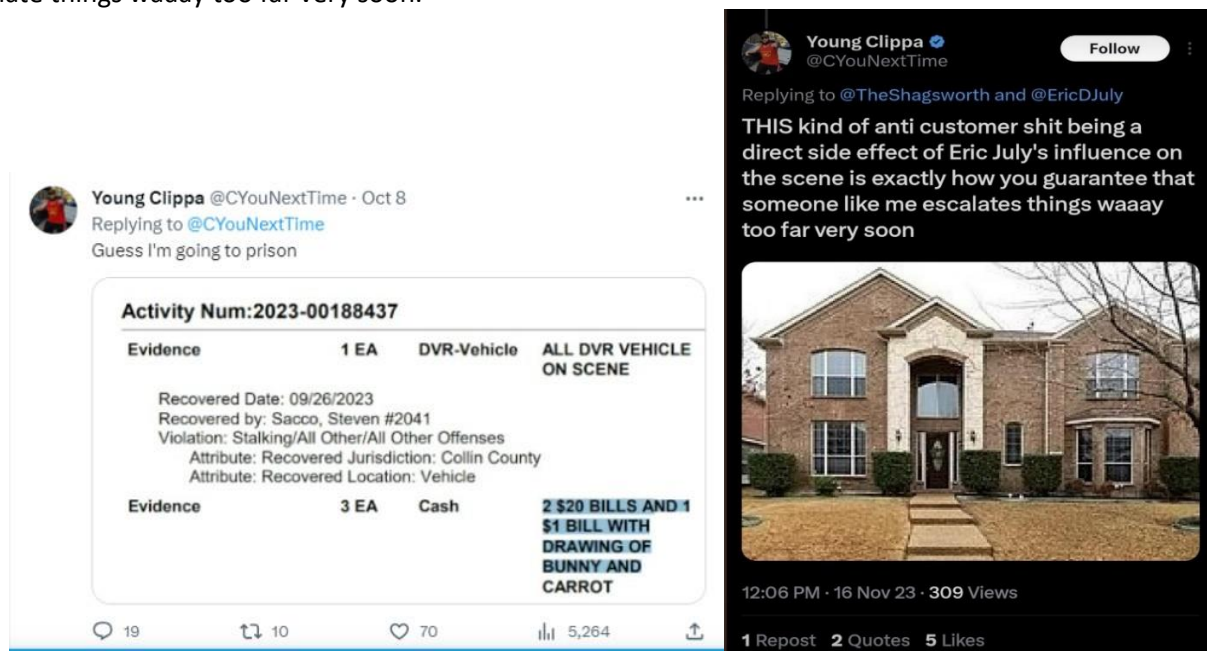 ate things waaay too far very soon.
Young Clippa @CYouNextTime · Oct 8
Replying to @CYouNextTime
Guess I'm going to prison
Activity Num:2023-00188437
Evidence 1 EA DVR-Vehicle ALL DVR VEHICLE
ON SCENE
Recovered Date: 09/26/2023
Recovered by: Sacco, Steven #2041
Violation: Stalking/All Other/All Other Offenses
Attribute: Recovered Jurisdiction: Collin County
Attribute: Recovered Location: Vehicle
Evidence 3 EA Cash 2 $20 BILLS AND 1
$1 BILL WITH
DRAWING OF
BUNNY AND
CARROT
19 10 70 5,264
Young Clippa
@CYouNextTime
Follow
Replying to @TheShagsworth and @EricDJuly
THIS kind of anti customer shit being a
direct side effect of Eric July's influence on
the scene is exactly how you guarantee that
someone like me escalates things waaay
too far very soon
12:06 PM · 16 Nov 23 · 309 Views
1 Repost 2 Quotes 5 Likes